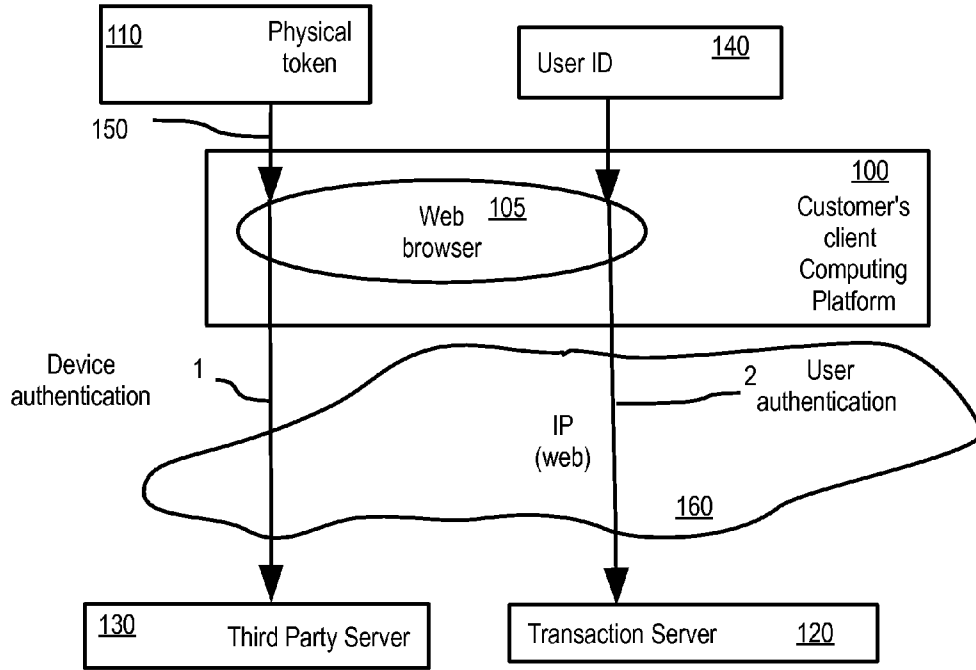 110 Physical
token
User ID 140
150
100
Customer's
client
Computing
Platform
Web 105
browser
Device
authentication
1
2 User
authentication
IP
(web)
160
130 Third Party Server
Transaction Server 120